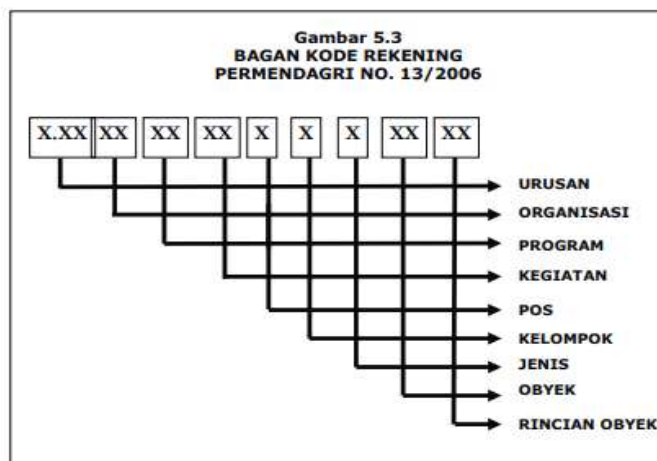 Gambar 5.3
BAGAN KODE REKENING
PERMENDAGRI NO. 13/2006
X.XX XX XX XX X X X XX XX
URUSAN
ORGANISASI
PROGRAM
KEGIATAN
POS
KELOMPOK
JENIS
OBYEK
RINCIAN OBYEK